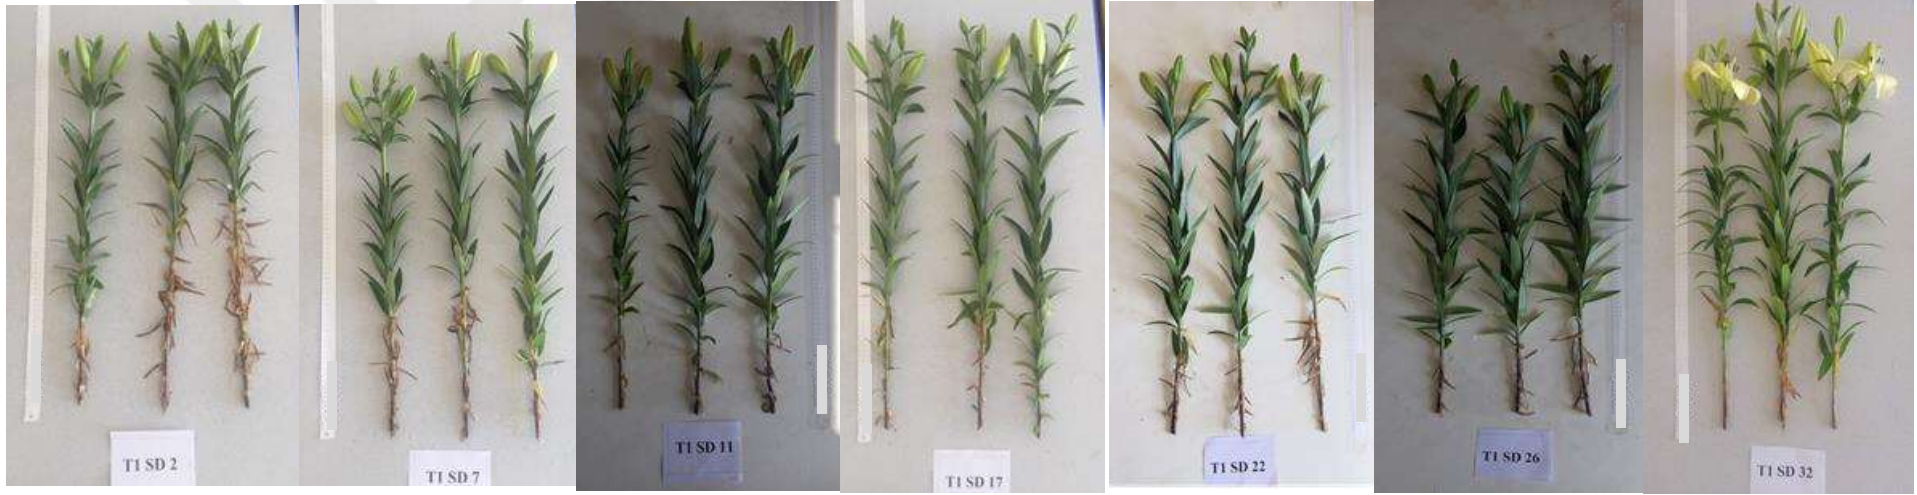 T1 SD 2
T1 SD 7
T1 SD 11
T1 SD 17
T1 SD 22
T1 SD 26
T1 SD 32